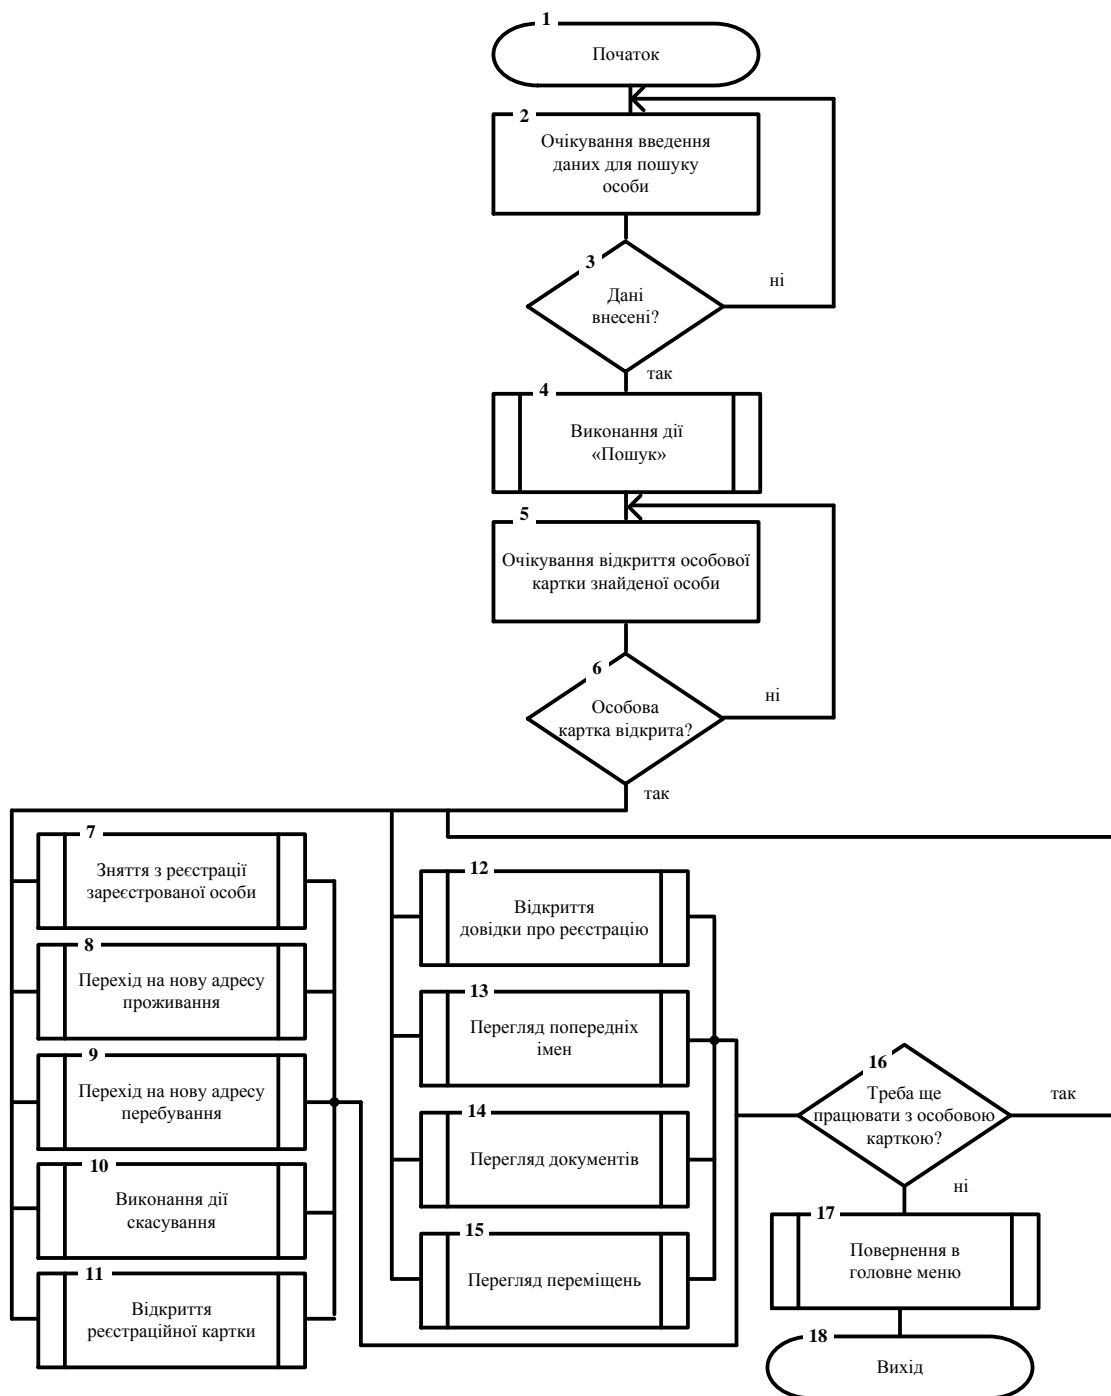 1
Початок
2
Очікування введення
даних для пошуку
особи
3
Дані
внесені?
ні
так
4
Виконання дії
«Пошук»
5
Очікування відкриття особової
картки знайденої особи
6
Особова
картка відкрита?
ні
так
7
Зняття з реєстрації
зареєстрованої особи
8
Перехід на нову адресу
проживання
9
Перехід на нову адресу
перебування
10
Виконання дії
скасування
11
Відкриття
реєстраційної картки
12
Відкриття
довідки про реєстрацію
13
Перегляд попередніх
імен
14
Перегляд документів
15
Перегляд переміщень
16
Треба ще
працювати з особовою
карткою?
так
ні
17
Повернення в
головне меню
18
Вихід